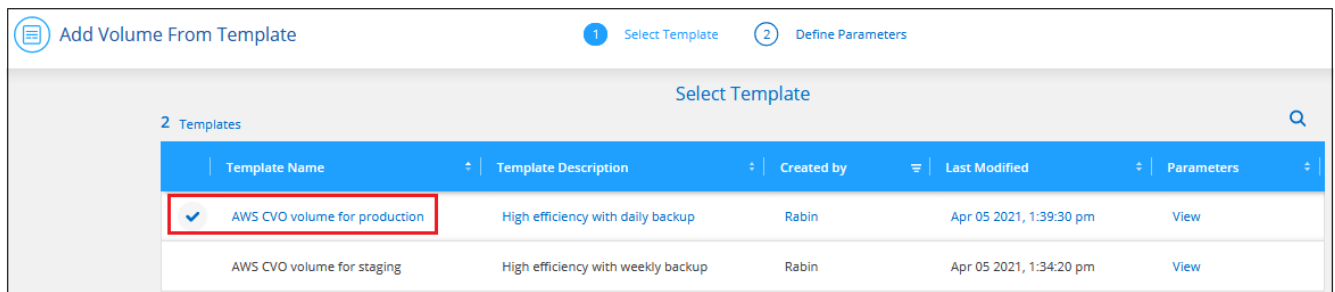 Add Volume From Template
1 Select Template 2 Define Parameters
Select Template
2 Templates
Template Name Template Description Created by Last Modified Parameters
AWS CVO volume for production High efficiency with daily backup Rabin Apr 05 2021, 1:39:30 pm View
AWS CVO volume for staging High efficiency with weekly backup Rabin Apr 05 2021, 1:34:20 pm View